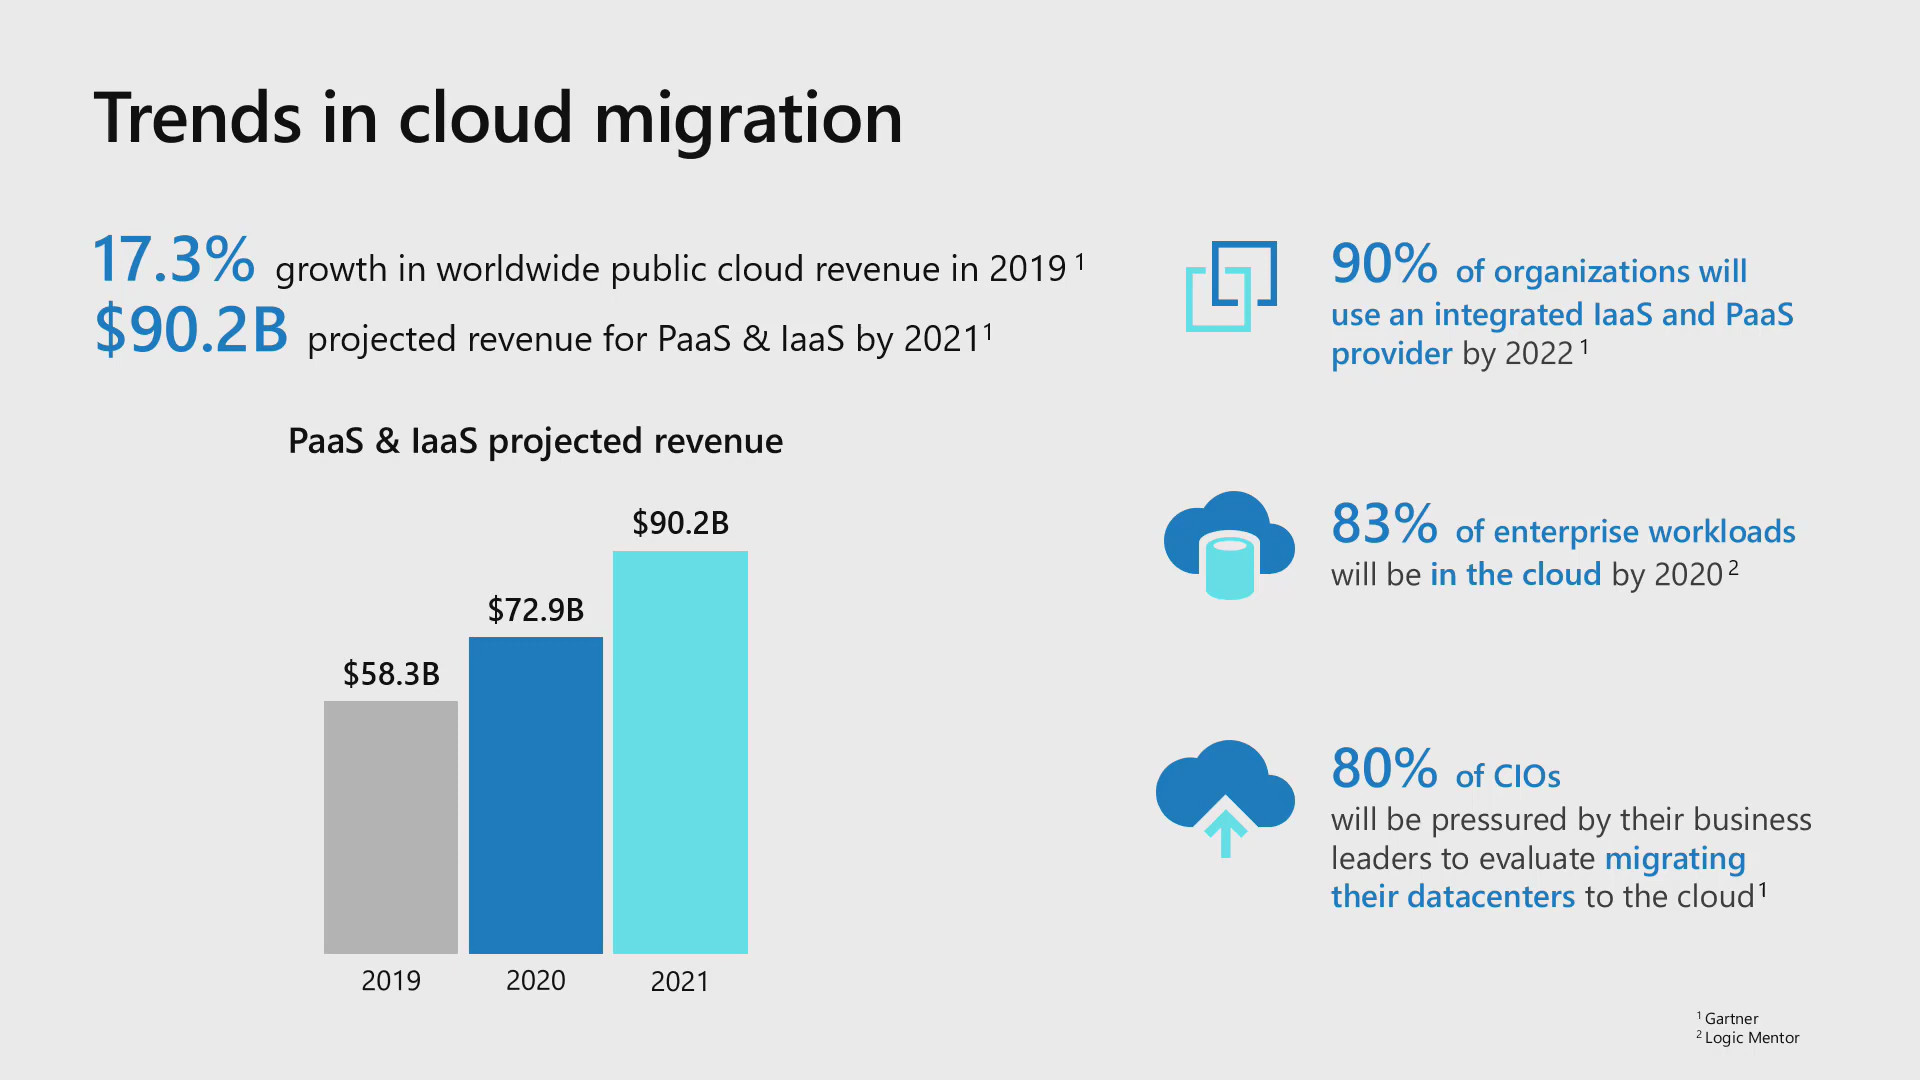 Trends in cloud migration
17.3% growth in worldwide public cloud revenue in 2019 1
$90.2B projected revenue for PaaS & IaaS by 2021 1
PaaS & IaaS projected revenue
$90.2B
$72.9B
$58.3B
2019 2020 2021
90% of organizations will
use an integrated IaaS and PaaS
provider by 2022 1
83% of enterprise workloads
will be in the cloud by 2020 2
80% of CIOs
will be pressured by their business
leaders to evaluate migrating
their datacenters to the cloud 1
1 Gartner
2 Logic Mentor